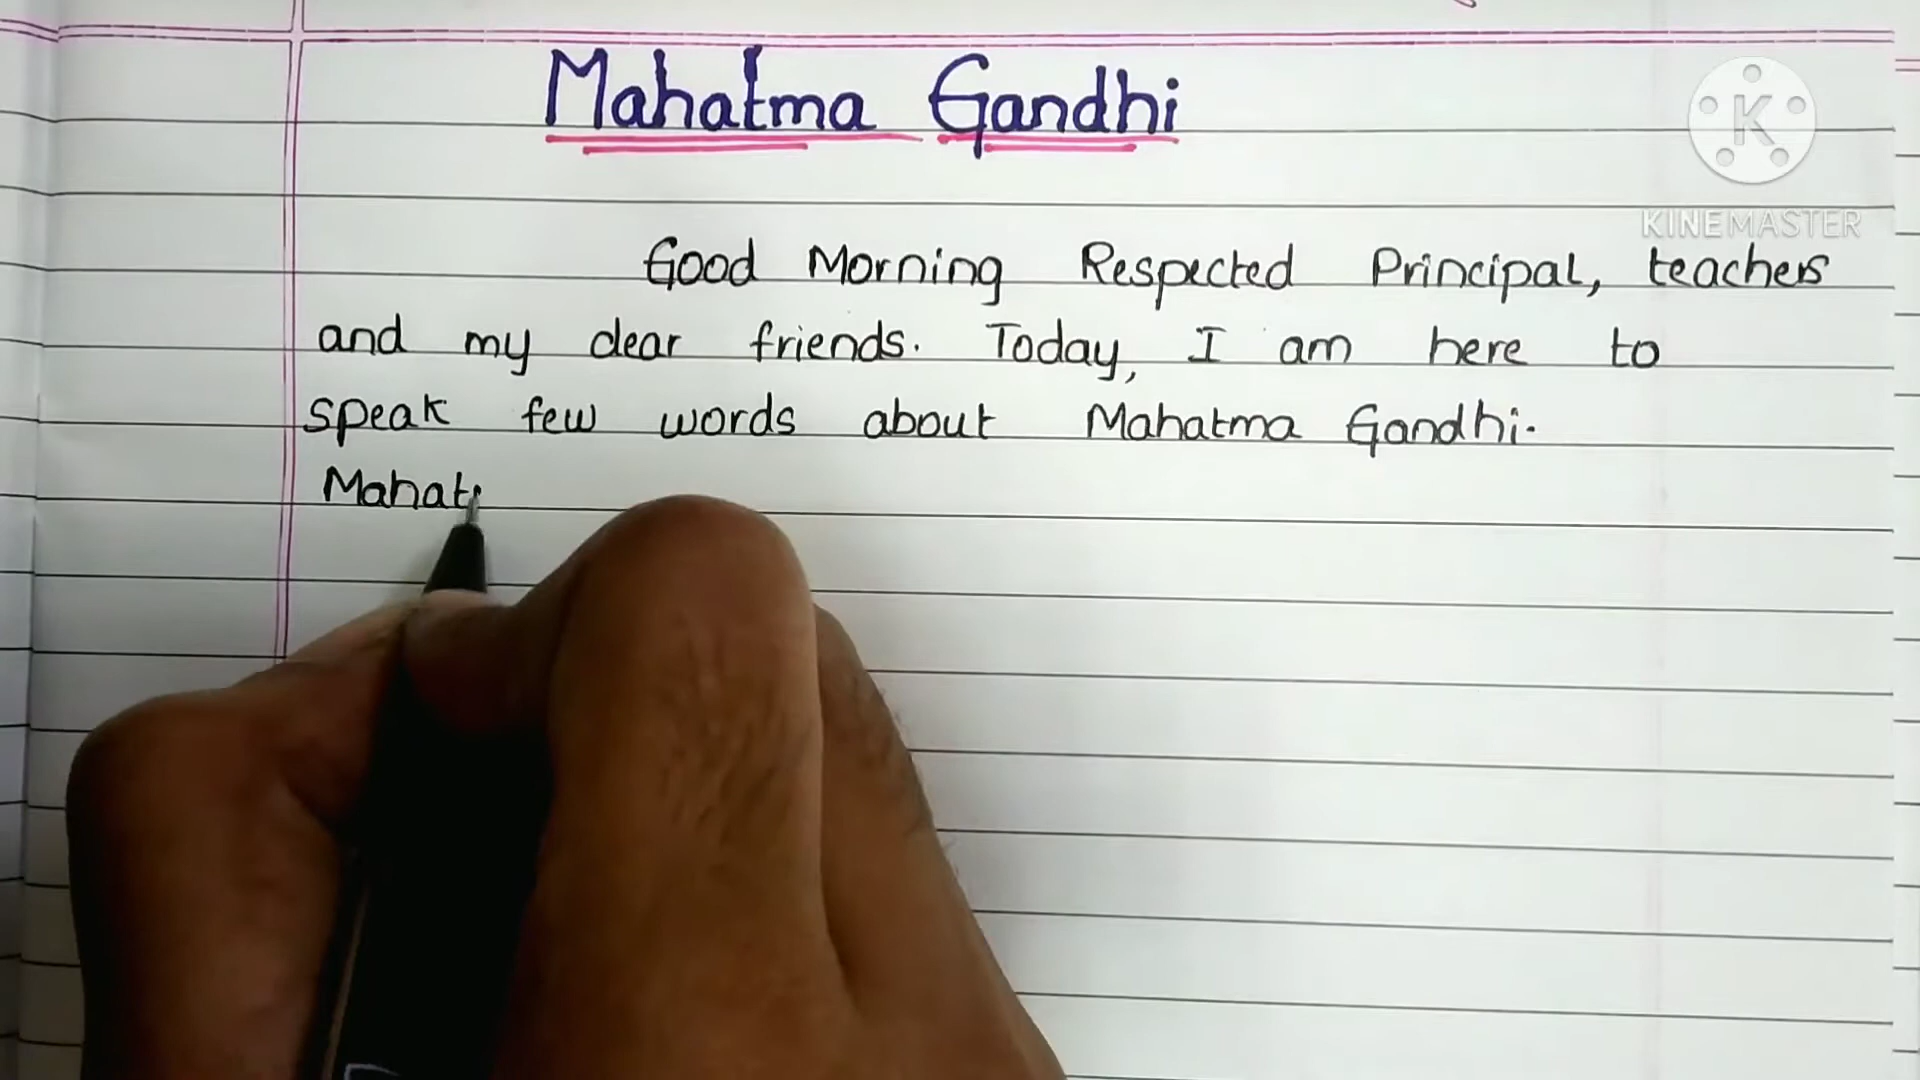 Mahatma Gandhi
K
KINEMASTER
Good Morning Respected Principal, teachers
and my dear friends. Today, I am here to
speak few words about Mahatma Gandhi.
Mahat